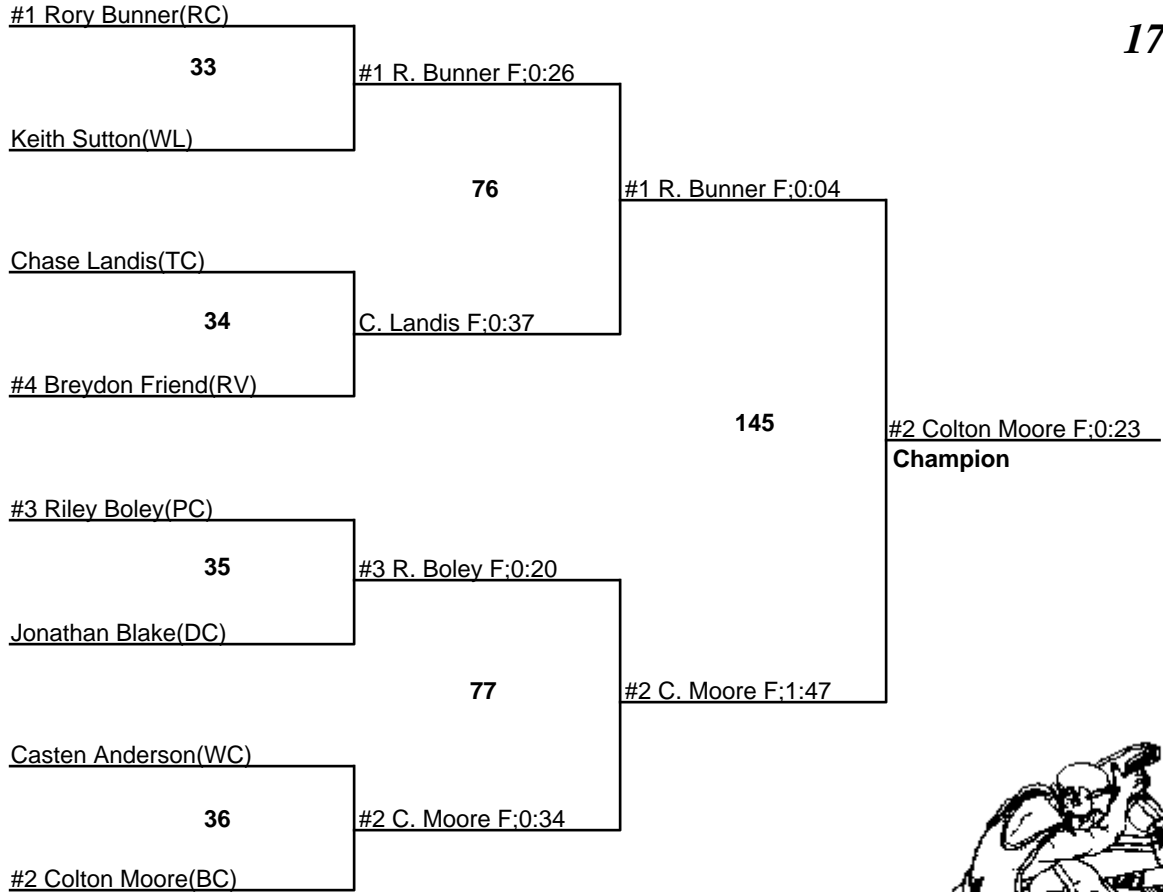 #1 Rory Bunner(RC)
17
33
#1 R. Bunner F;0:26
Keith Sutton(WL)
76
#1 R. Bunner F;0:04
Chase Landis(TC)
34
C. Landis F;0:37
#4 Breydon Friend(RV)
145
#2 Colton Moore F;0:23
Champion
#3 Riley Boley(PC)
35
#3 R. Boley F;0:20
Jonathan Blake(DC)
77
#2 C. Moore F;1:47
Casten Anderson(WC)
36
#2 C. Moore F;0:34
#2 Colton Moore(BC)